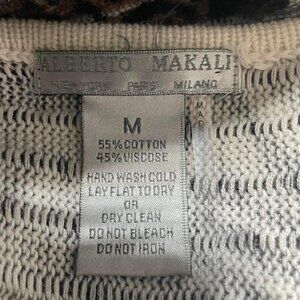 ALBERTO MAKALI
NEW YORK PARIS MILANO
M
55% COTTON
45% VISCOSE
HAND WASH COLD
LAY FLAT TO DRY
OR
DRY CLEAN
DO NOT BLEACH
DO NOT IRON